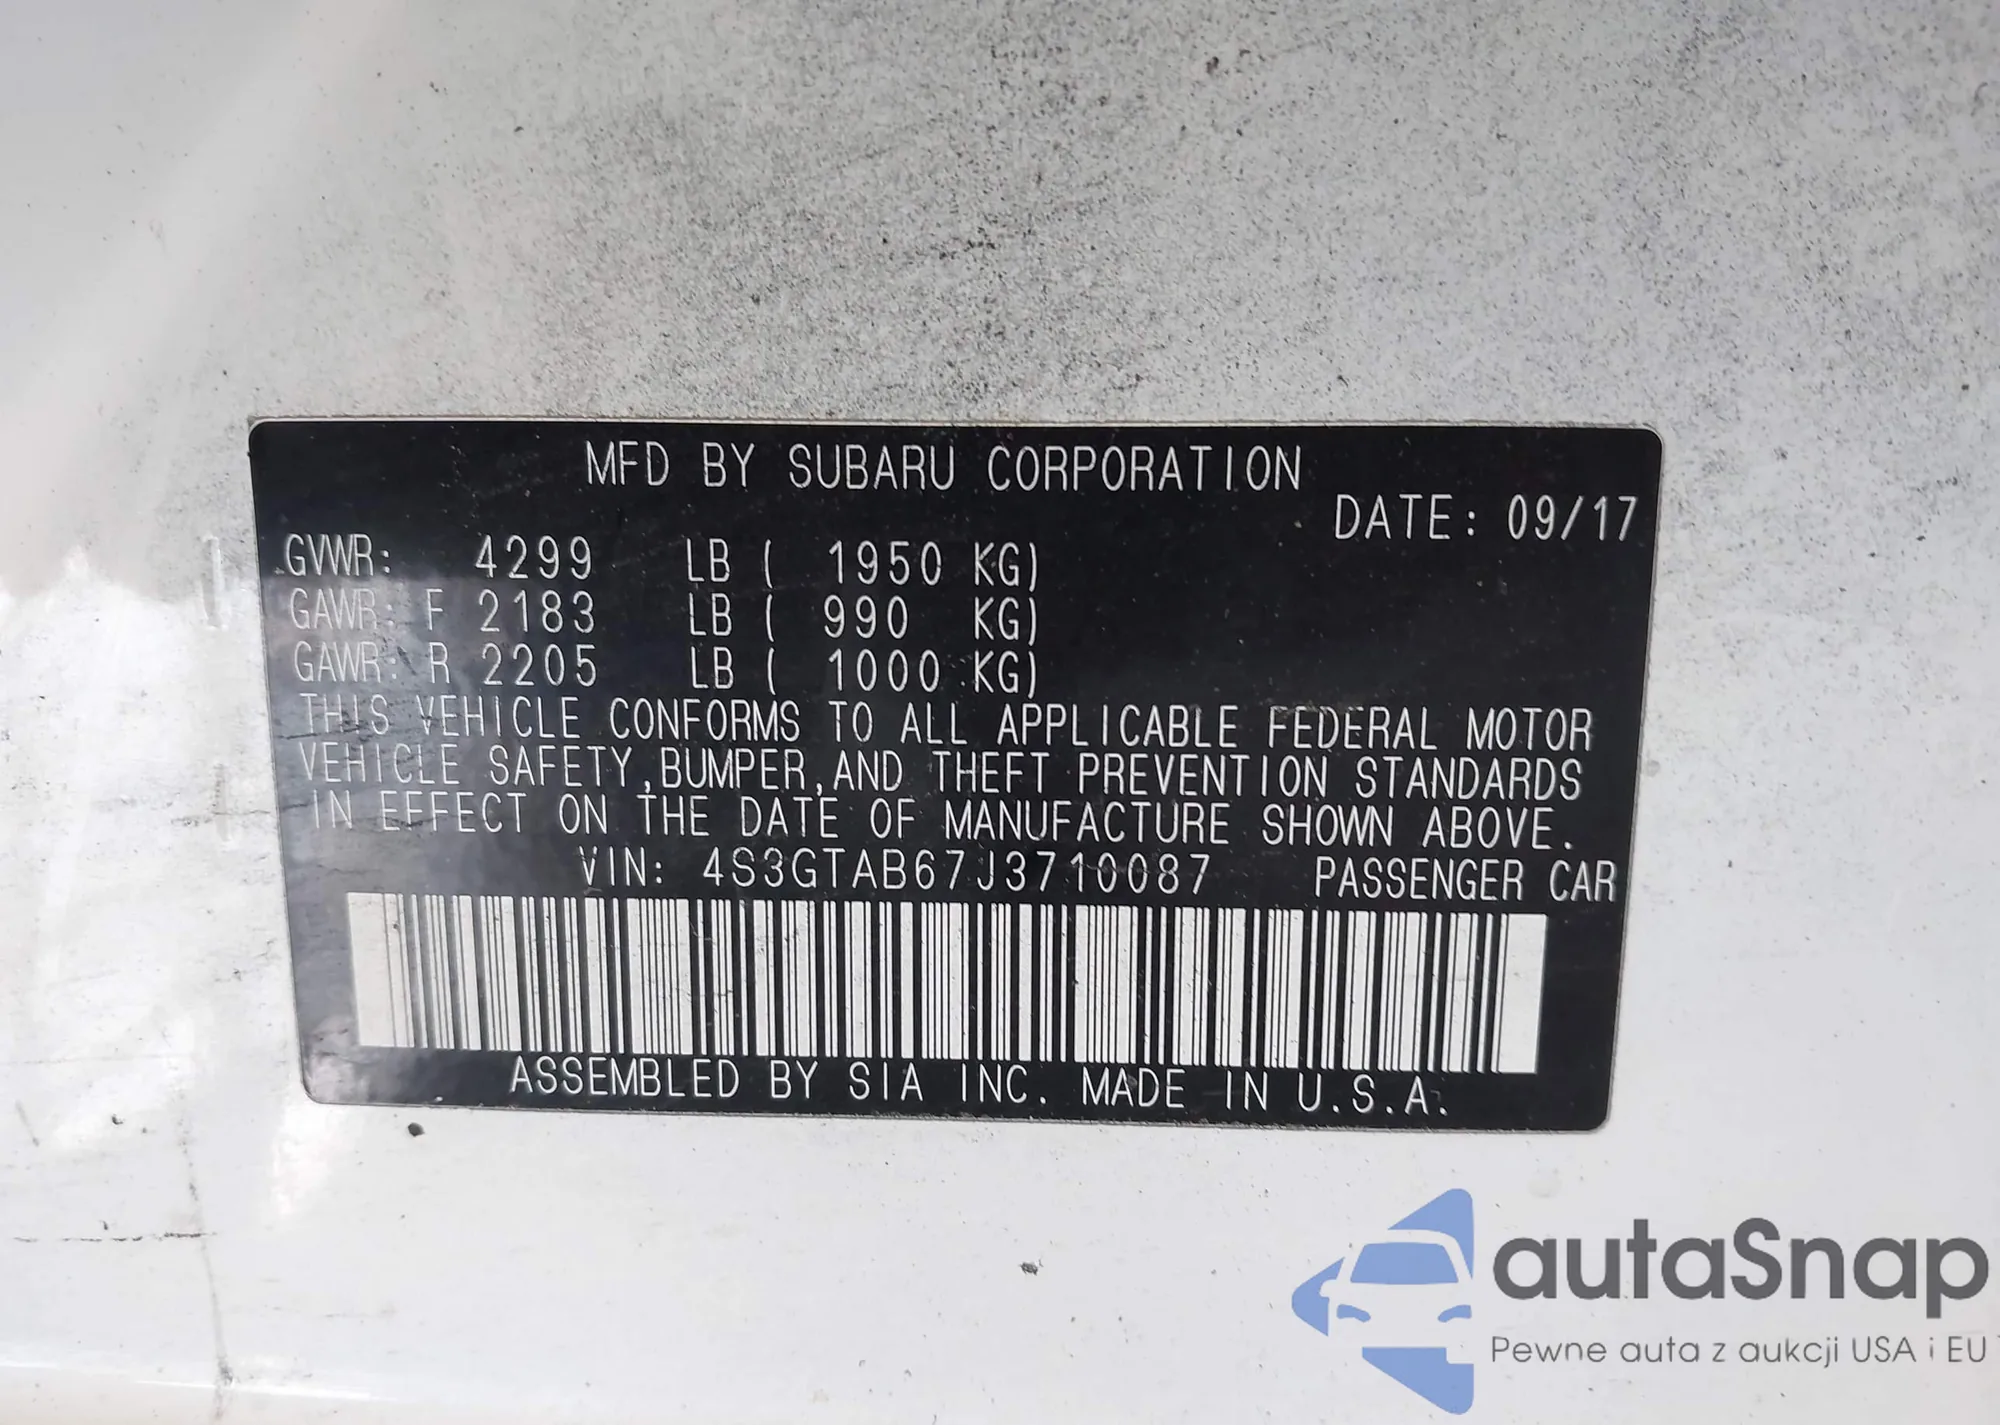 MFD BY SUBARU CORPORATION
DATE: 09/17
GVWR: 4299 LB ( 1950 KG)
GAWR: F 2183 LB ( 990 KG)
GAWR: R 2205 LB ( 1000 KG)
THIS VEHICLE CONFORMS TO ALL APPLICABLE FEDERAL MOTOR
VEHICLE SAFETY,BUMPER,AND THEFT PREVENTION STANDARDS
IN EFFECT ON THE DATE OF MANUFACTURE SHOWN ABOVE.
VIN: 4S3GTAB67J3710087 PASSENGER CAR
ASSEMBLED BY SIA INC. MADE IN U.S.A.
autaSnap
Pewne auta z aukcji USA i EU